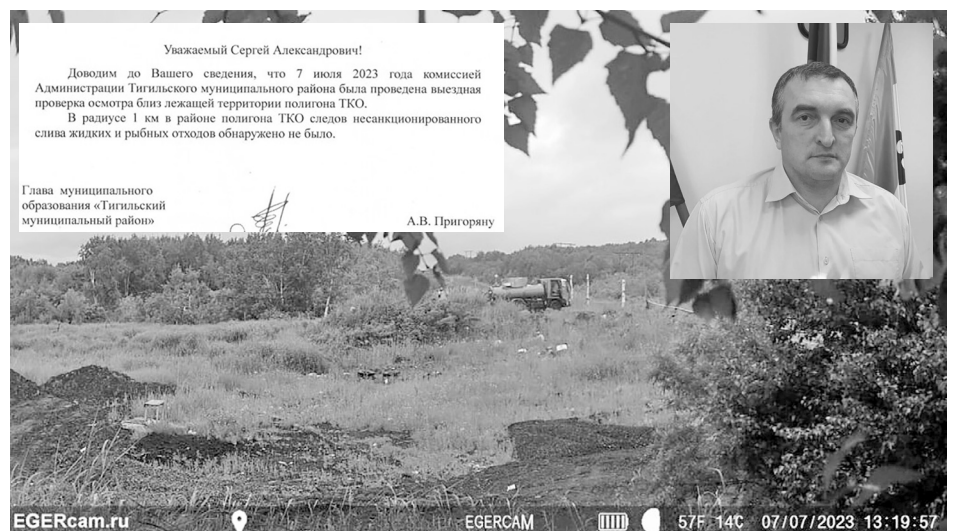 Уважаемый Сергей Александрович!
Доводим до Вашего сведения, что 7 июля 2023 года комиссией
Администрации Тигильского муниципального района была проведена выездная
проверка осмотра близ лежащей территории полигона ТКО.
В радиусе 1 км в районе полигона ТКО следов несанкционированного
слива жидких и рыбных отходов обнаружено не было.
Глава муниципального
образования «Тигильский
муниципальный район»
А.В. Пригоряну
EGERcam.ru EGERCAM 57F 14C 07/07/2023 13:19:57